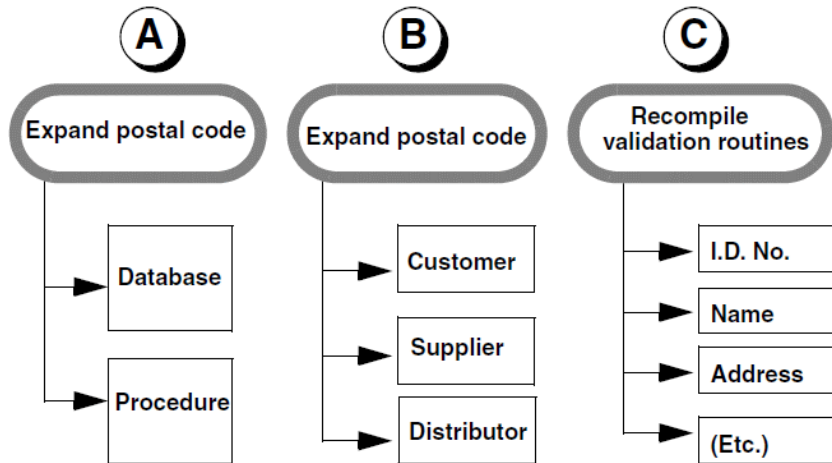 A
B
C
Expand postal code
Expand postal code
Recompile
validation routines
Database
Procedure
Customer
Supplier
Distributor
I.D. No.
Name
Address
(Etc.)